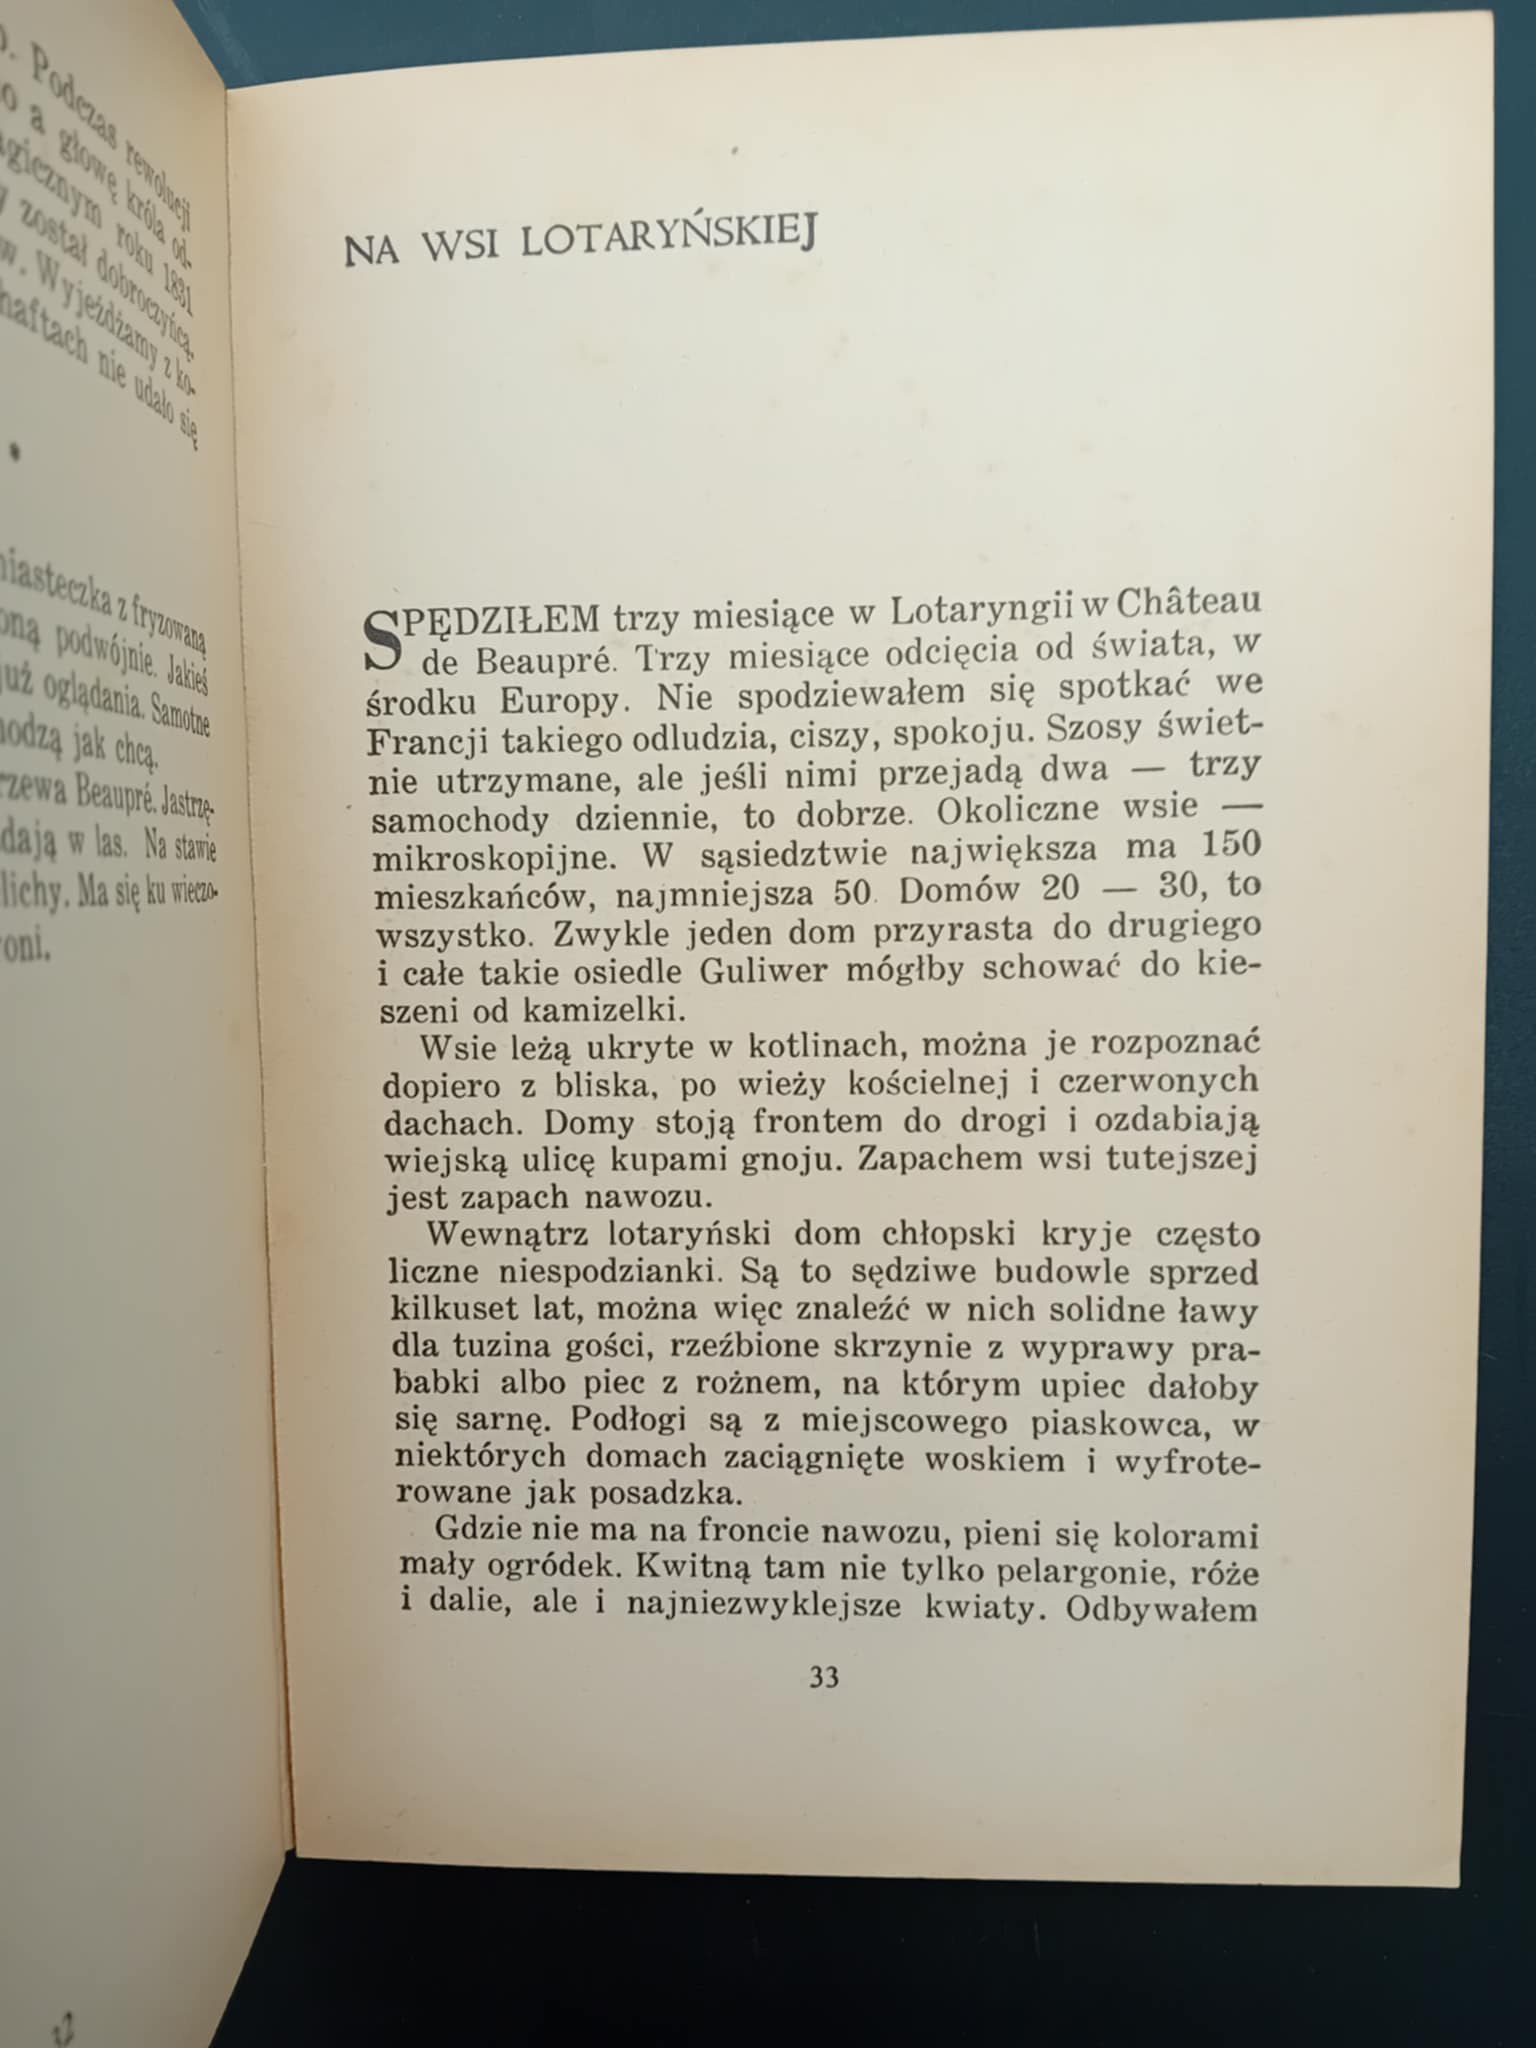 . Podczas rewolucji
o a głowę króla od-
agicznym roku 1831
został dobroczyńcą.
w. Wyjeżdżamy z ko-
haftach nie udało się
miasteczka z fryzowaną
oną podwójnie. Jakieś
już oglądania. Samotne
hodzą jak chcą.
rzewa Beaupré. Jastrzę-
dają w las. Na stawie
lichy. Ma się ku wieczo-
oni.
32
NA WSI LOTARYŃSKIEJ
SPĘDZIŁEM trzy miesiące w Lotaryngii w Château
de Beaupré. Trzy miesiące odcięcia od świata, w
środku Europy. Nie spodziewałem się spotkać we
Francji takiego odludzia, ciszy, spokoju. Szosy świet-
nie utrzymane, ale jeśli nimi przejadą dwa — trzy
samochody dziennie, to dobrze. Okoliczne wsie —
mikroskopijne. W sąsiedztwie największa ma 150
mieszkańców, najmniejsza 50. Domów 20 — 30, to
wszystko. Zwykle jeden dom przyrasta do drugiego
i całe takie osiedle Guliwer mógłby schować do kie-
szeni od kamizelki.
Wsie leżą ukryte w kotlinach, można je rozpoznać
dopiero z bliska, po wieży kościelnej i czerwonych
dachach. Domy stoją frontem do drogi i ozdabiają
wiejską ulicę kupami gnoju. Zapachem wsi tutejszej
jest zapach nawozu.
Wewnątrz lotaryński dom chłopski kryje często
liczne niespodzianki. Są to sędziwe budowle sprzed
kilkuset lat, można więc znaleźć w nich solidne ławy
dla tuzina gości, rzeźbione skrzynie z wyprawy pra-
babki albo piec z rożnem, na którym upiec dałoby
się sarnę. Podłogi są z miejscowego piaskowca, w
niektórych domach zaciągnięte woskiem i wyfrote-
rowane jak posadzka.
Gdzie nie ma na froncie nawozu, pieni się kolorami
mały ogródek. Kwitną tam nie tylko pelargonie, róże
i dalie, ale i najniezwyklejsze kwiaty. Odbywałem
33